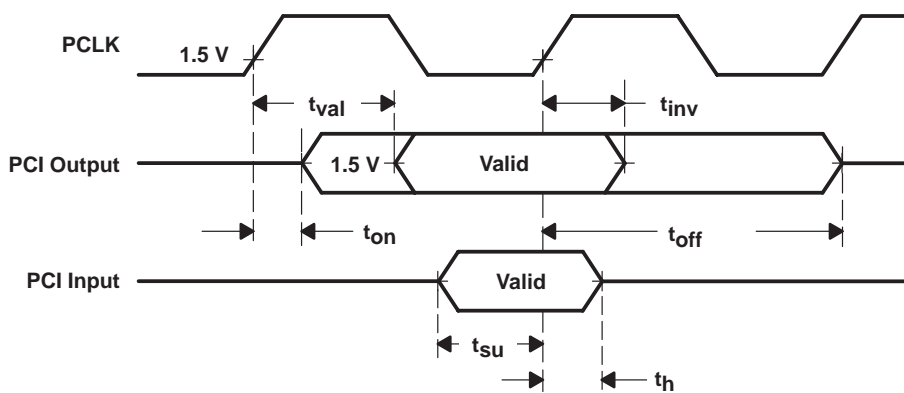 PCLK
1.5 V
tval
tinv
PCI Output
1.5 V
Valid
ton
toff
PCI Input
Valid
tsu
th